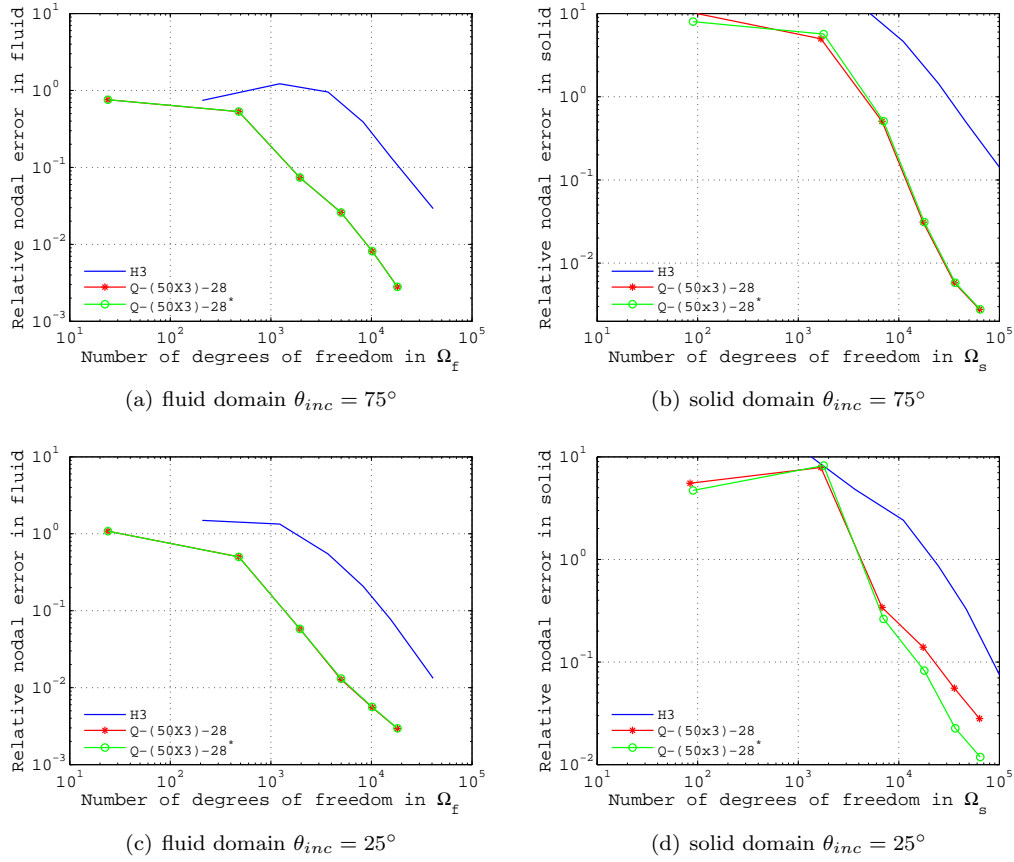 Relative nodal error in fluid
10^1
10^0
10^-1
10^-2
10^-3
H3
Q-(50X3)-28
Q-(50X3)-28*
10^1 10^2 10^3 10^4 10^5
Number of degrees of freedom in Ω_f
(a) fluid domain θ_inc = 75°
Relative nodal error in solid
10^1
10^0
10^-1
10^-2
H3
Q-(50x3)-28
Q-(50x3)-28*
10^1 10^2 10^3 10^4 10^5
Number of degrees of freedom in Ω_s
(b) solid domain θ_inc = 75°
Relative nodal error in fluid
10^1
10^0
10^-1
10^-2
10^-3
H3
Q-(50X3)-28
Q-(50X3)-28*
10^1 10^2 10^3 10^4 10^5
Number of degrees of freedom in Ω_f
(c) fluid domain θ_inc = 25°
Relative nodal error in solid
10^1
10^0
10^-1
10^-2
H3
Q-(50x3)-28
Q-(50x3)-28*
10^1 10^2 10^3 10^4 10^5
Number of degrees of freedom in Ω_s
(d) solid domain θ_inc = 25°